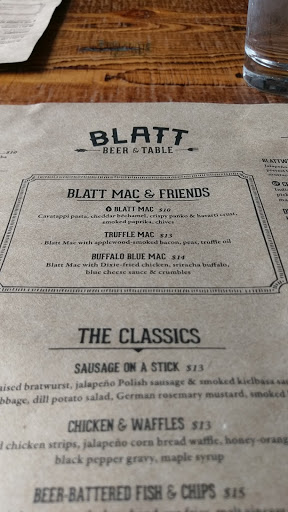 BLATT
BEER & TABLE
BLATT MAC & FRIENDS
BLATT MAC $10
Cavatappi pasta, cheddar béchamel, crispy panko & havarti crust,
smoked paprika, chives
TRUFFLE MAC $13
Blatt Mac with applewood-smoked bacon, peas, truffle oil
BUFFALO BLUE MAC $14
Blatt Mac with Dixie-fried chicken, sriracha buffalo,
blue cheese sauce & crumbles
THE CLASSICS
SAUSAGE ON A STICK $13
bratwurst, jalapeño Polish sausage & smoked kielbasa
dill potato salad, German rosemary mustard, smoked
CHICKEN & WAFFLES $13
chicken strips, jalapeño corn bread waffle,
black pepper gravy, maple syrup
BEER-BATTERED FISH & CHIPS $15